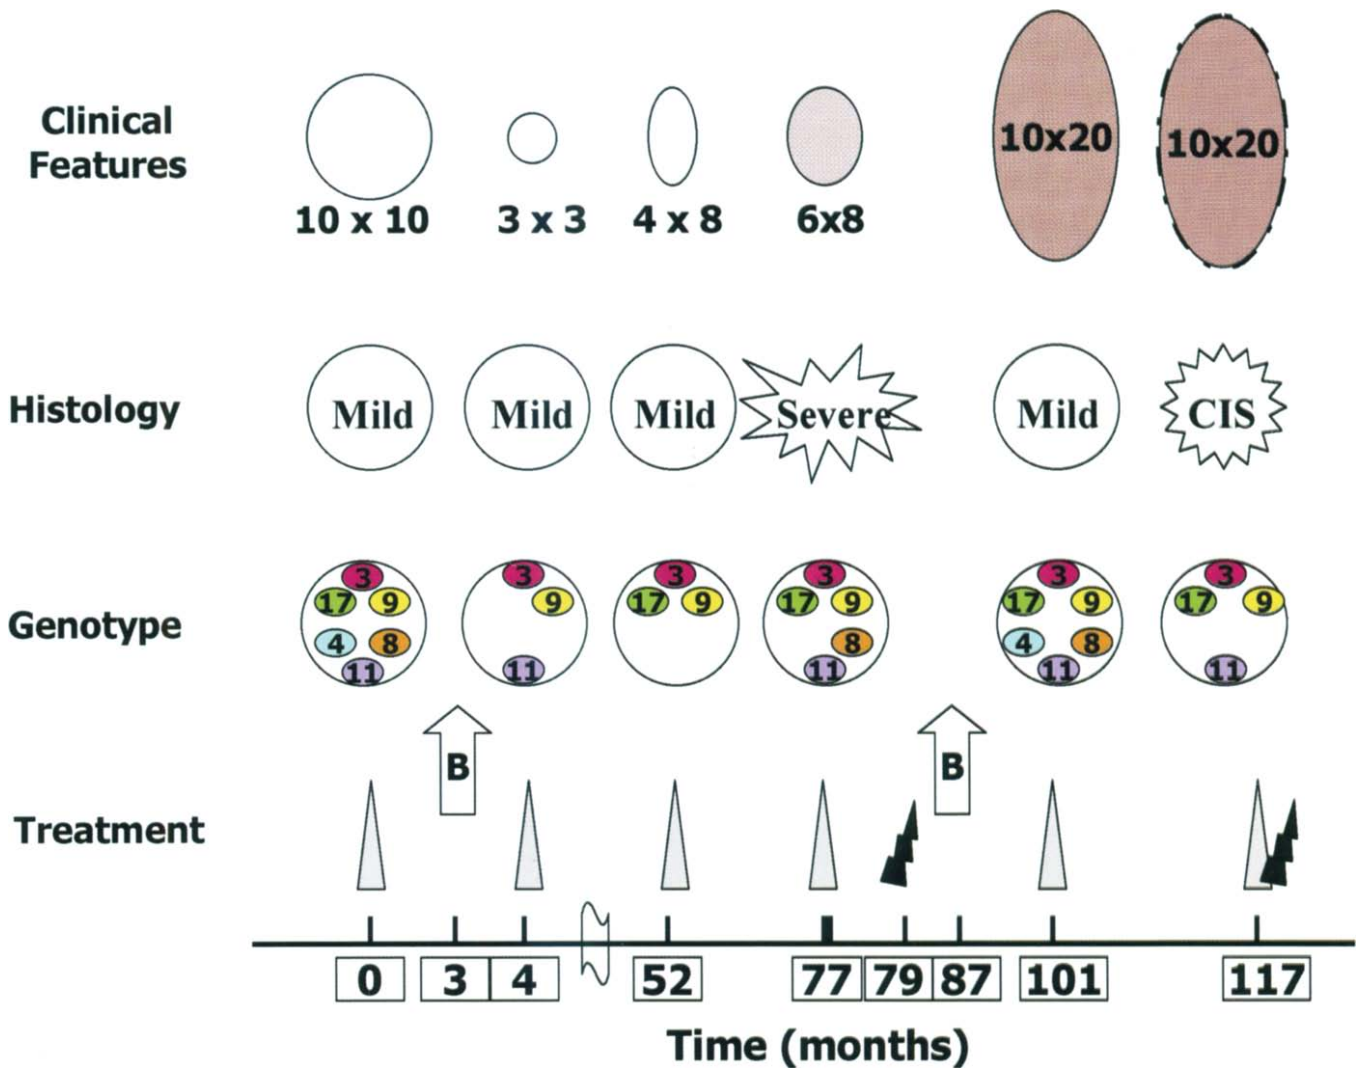 Clinical
Features
10 x 10
3 x 3
4 x 8
6x8
10x20
10x20
Histology
Mild
Mild
Mild
Severe
Mild
CIS
Genotype
3
17 9
4 8
11
3
9
11
3
17 9
3
17 9
8
11
3
17 9
4 8
11
3
17 9
11
Treatment
B
B
0 3 4 52 77 79 87 101 117
Time (months)